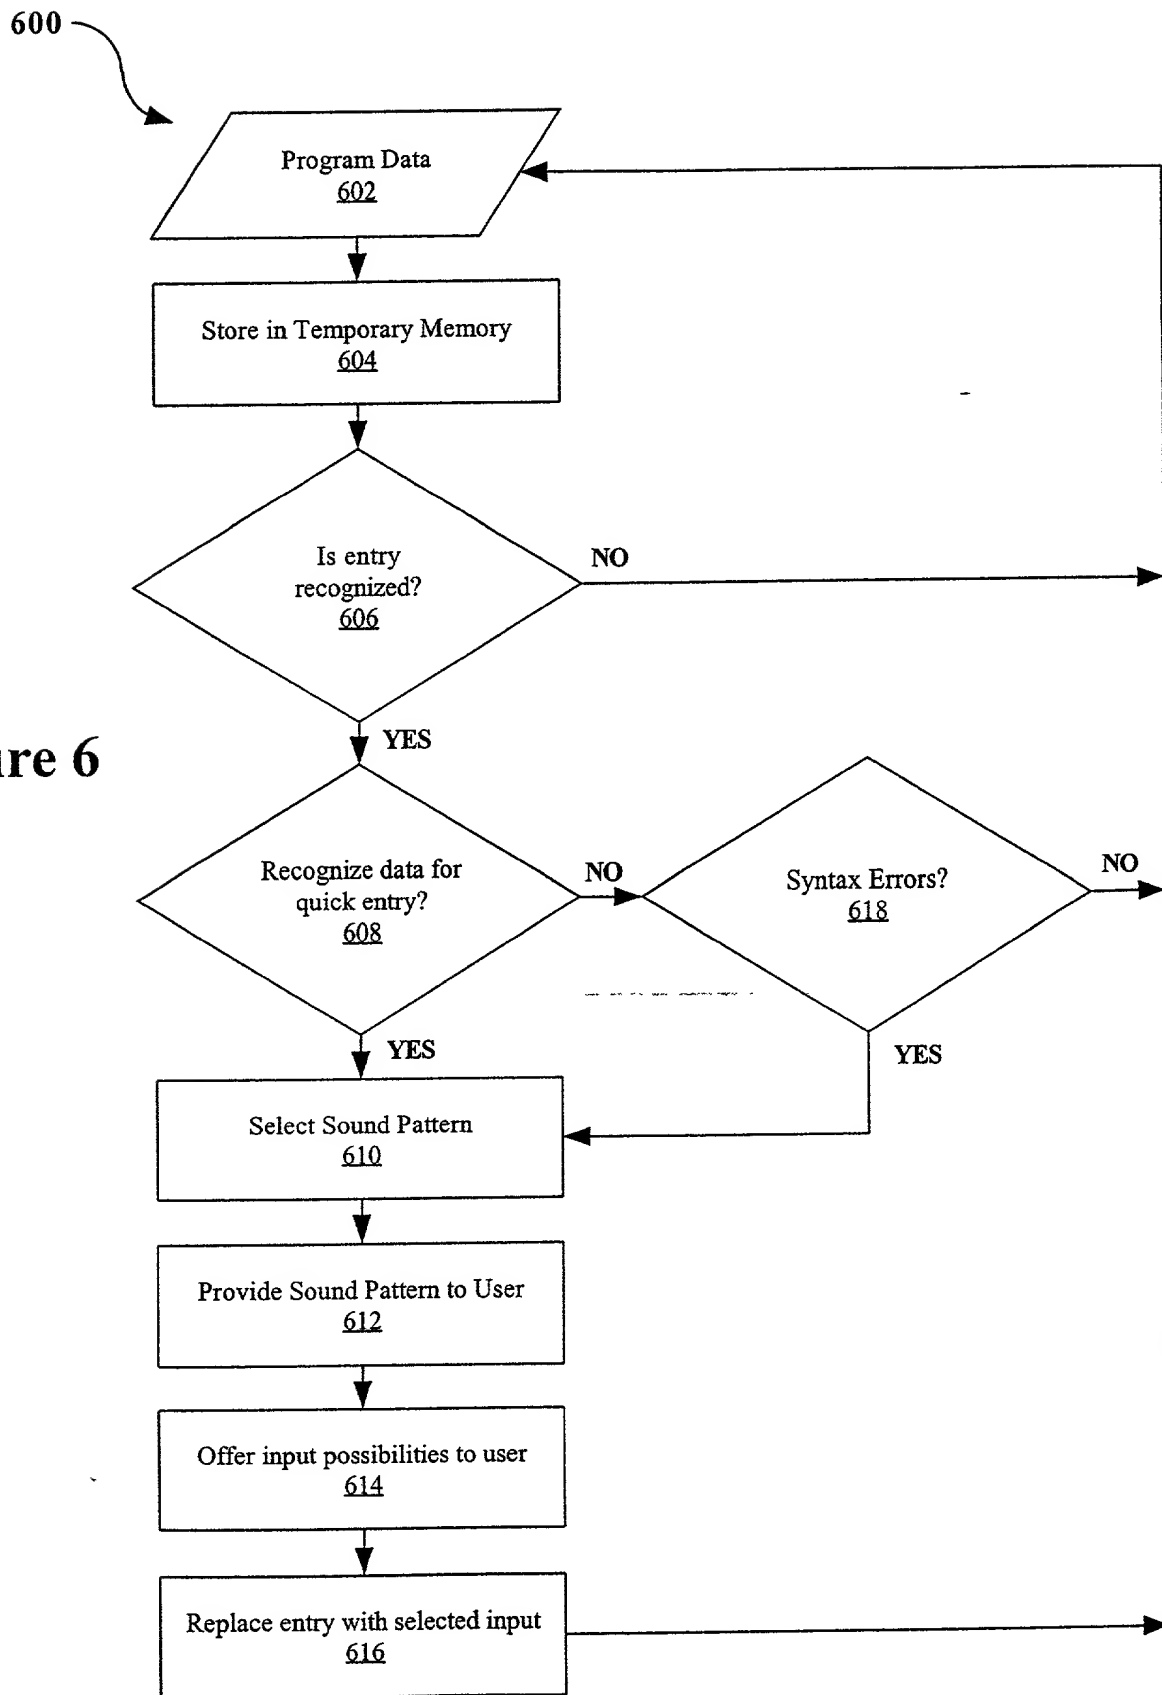 600
Program Data
602
Store in Temporary Memory
604
Is entry
recognized?
606
NO
YES
ure 6
Recognize data for
quick entry?
608
NO
Syntax Errors?
618
NO
YES
YES
Select Sound Pattern
610
Provide Sound Pattern to User
612
Offer input possibilities to user
614
Replace entry with selected input
616